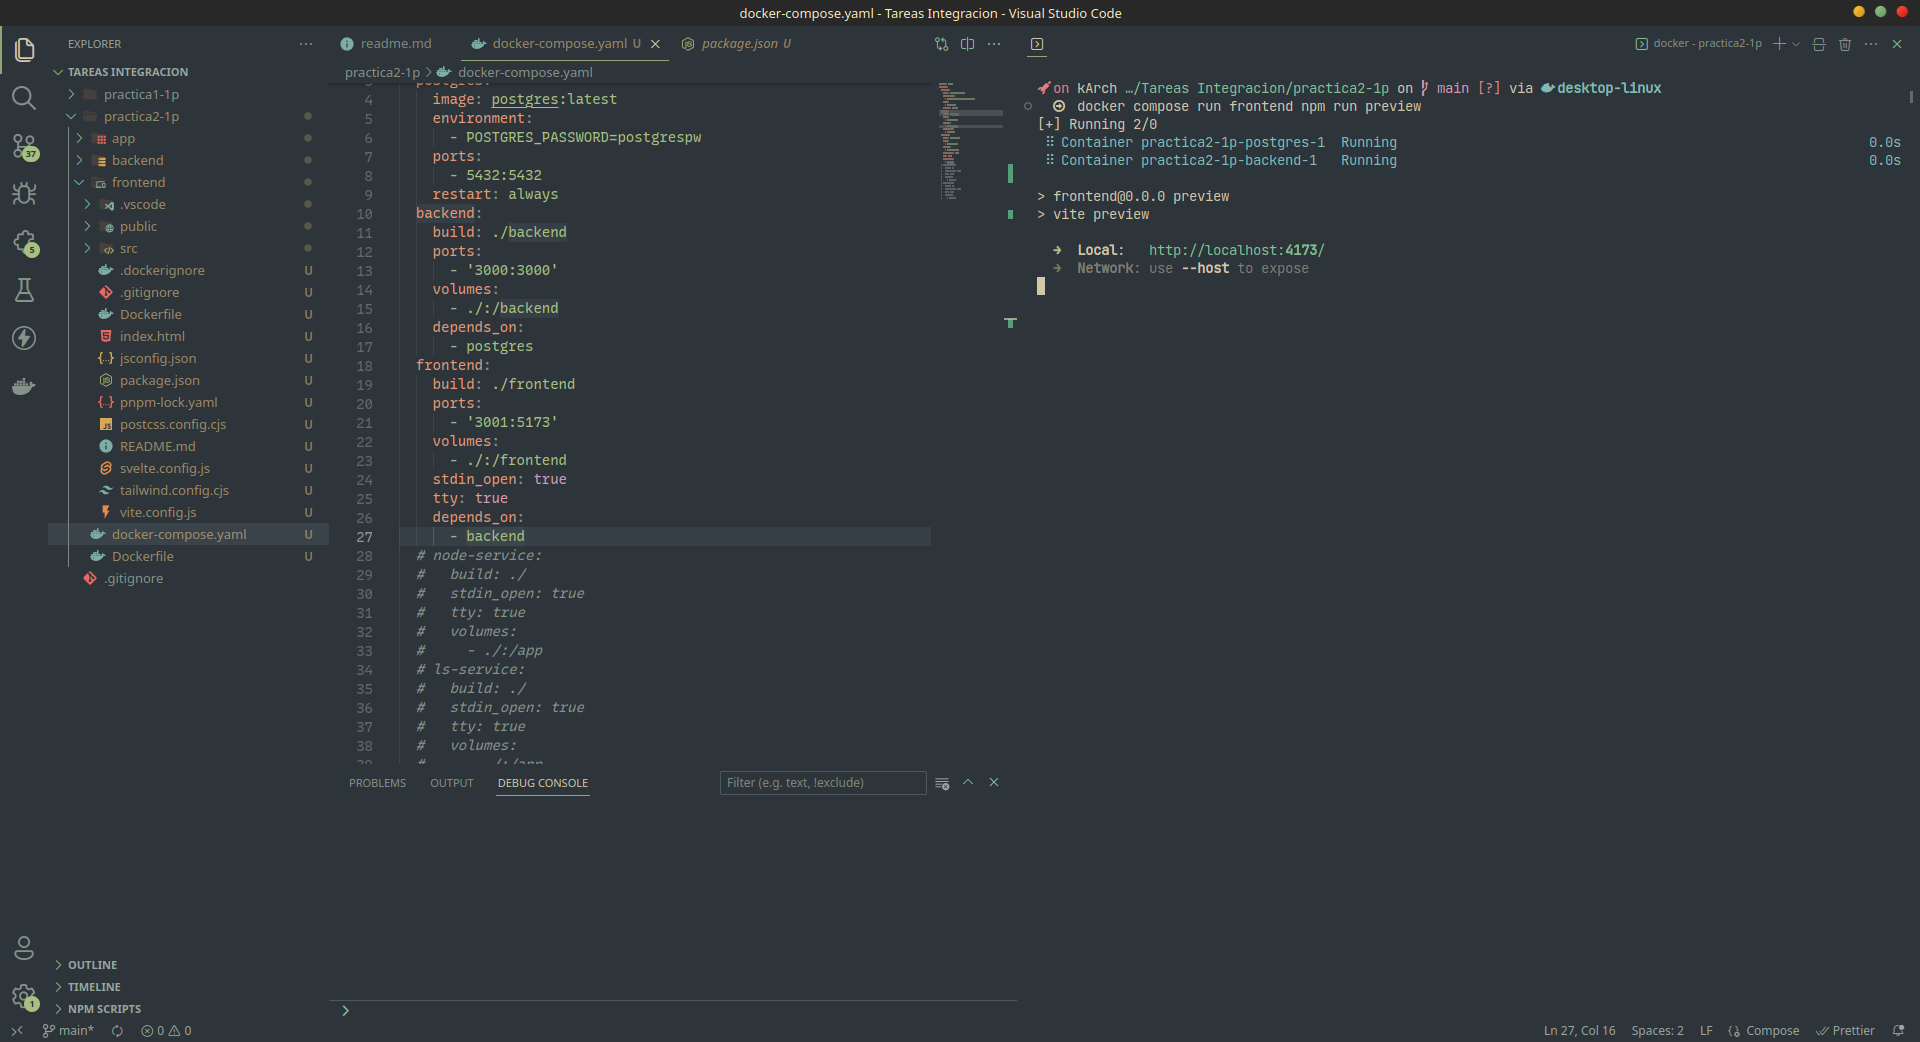 docker-compose.yaml - Tareas Integracion - Visual Studio Code
EXPLORER
TAREAS INTEGRACION
practica1-1p
practica2-1p
app
backend
frontend
.vscode
public
src
.dockerignore U
.gitignore U
Dockerfile U
index.html U
jsconfig.json U
package.json U
pnpm-lock.yaml U
postcss.config.cjs U
README.md U
svelte.config.js U
tailwind.config.cjs U
vite.config.js U
docker-compose.yaml U
Dockerfile U
.gitignore
OUTLINE
TIMELINE
NPM SCRIPTS
37
5
1
readme.md docker-compose.yaml U package.json U
practica2-1p > docker-compose.yaml
4 image: postgres:latest
5 environment:
6 - POSTGRES_PASSWORD=postgrespw
7 ports:
8 - 5432:5432
9 restart: always
10 backend:
11 build: ./backend
12 ports:
13 - '3000:3000'
14 volumes:
15 - ./:/backend
16 depends_on:
17 - postgres
18 frontend:
19 build: ./frontend
20 ports:
21 - '3001:5173'
22 volumes:
23 - ./:/frontend
24 stdin_open: true
25 tty: true
26 depends_on:
27 - backend
28 # node-service:
29 #   build: ./
30 #   stdin_open: true
31 #   tty: true
32 #   volumes:
33 #     - ./:/app
34 # ls-service:
35 #   build: ./
36 #   stdin_open: true
37 #   tty: true
38 #   volumes:
PROBLEMS OUTPUT DEBUG CONSOLE
Filter (e.g. text, !exclude)
docker - practica2-1p
on kArch …/Tareas Integracion/practica2-1p on main [?] via desktop-linux
docker compose run frontend npm run preview
[+] Running 2/0
Container practica2-1p-postgres-1 Running 0.0s
Container practica2-1p-backend-1 Running 0.0s
> frontend@0.0.0 preview
> vite preview
➜ Local: http://localhost:4173/
➜ Network: use --host to expose
main* 0 0
Ln 27, Col 16 Spaces: 2 LF Compose Prettier